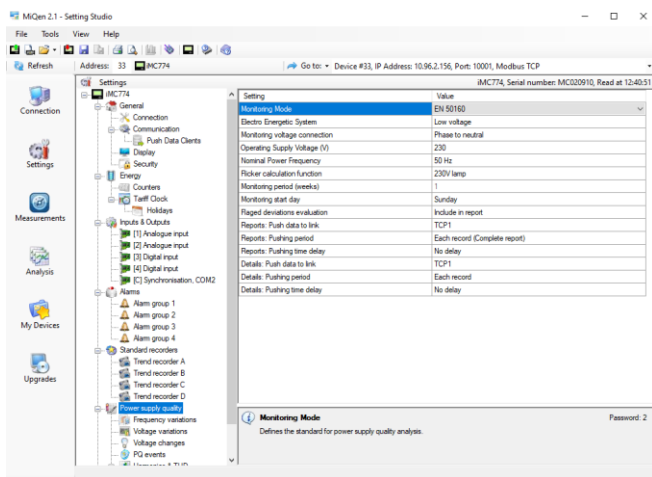 MiQen 2.1 - Setting Studio
File Tools View Help
Refresh Address: 33 iMC774 Go to: Device #33, IP Address: 10.96.2.156, Port: 10001, Modbus TCP
Settings iMC774, Serial number: MC020910, Read at 12:40:51
Connection
Settings
Measurements
Analysis
My Devices
Upgrades
iMC774
General
Connection
Communication
Push Data Clients
Display
Security
Energy
Counters
Tariff Clock
Holidays
Inputs & Outputs
[1] Analogue input
[2] Analogue input
[3] Digital input
[4] Digital input
[C] Synchronisation, COM2
Alarms
Alarm group 1
Alarm group 2
Alarm group 3
Alarm group 4
Standard recorders
Trend recorder A
Trend recorder B
Trend recorder C
Trend recorder D
Power supply quality
Frequency variations
Voltage variations
Voltage changes
PQ events
Setting Value
Monitoring Mode EN 50160
Electro Energetic System Low voltage
Monitoring voltage connection Phase to neutral
Operating Supply Voltage (V) 230
Nominal Power Frequency 50 Hz
Flicker calculation function 230V lamp
Monitoring period (weeks) 1
Monitoring start day Sunday
Flaged deviations evaluation Include in report
Reports: Push data to link TCP1
Reports: Pushing period Each record (Complete report)
Reports: Pushing time delay No delay
Details: Push data to link TCP1
Details: Pushing period Each record
Details: Pushing time delay No delay
Monitoring Mode Password: 2
Defines the standard for power supply quality analysis.